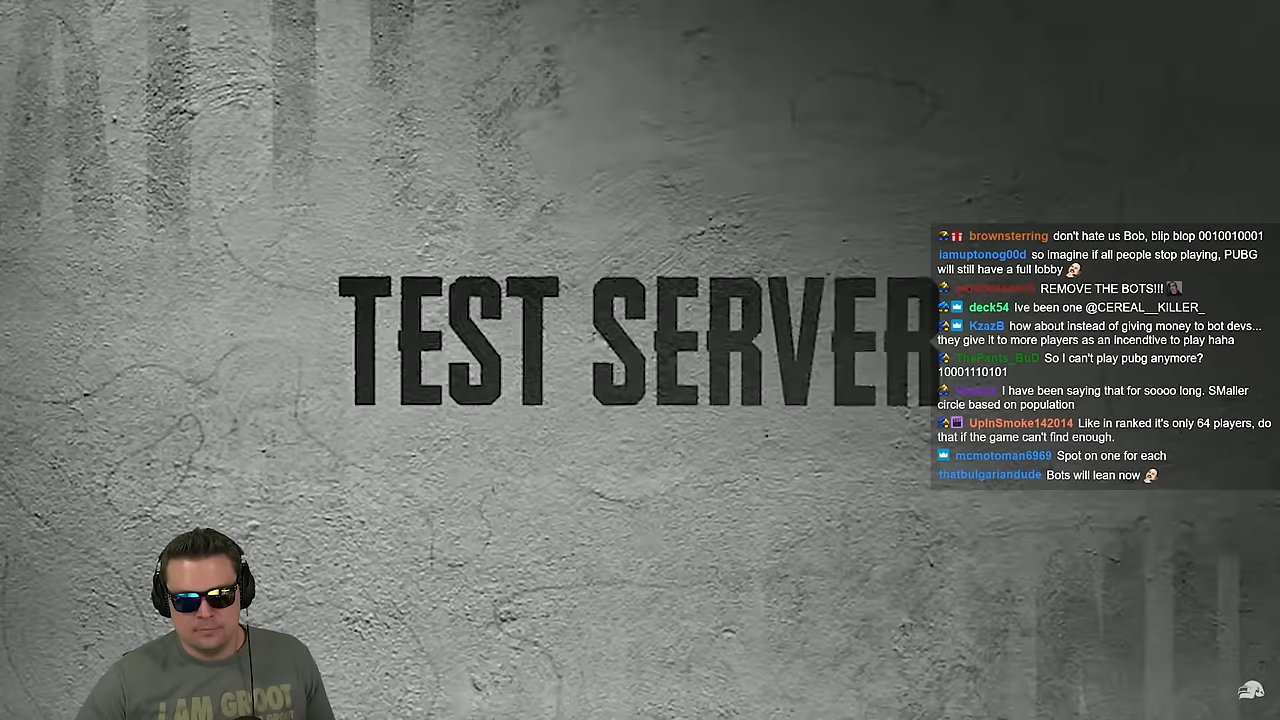 TEST SERVER
brownsterring don't hate us Bob, blip blop 0010010001
iamuptonog00d so imagine if all people stop playing, PUBG
will still have a full lobby
REMOVE THE BOTS!!!
deck54 Ive been one @CEREAL__KILLER_
KzazB how about instead of giving money to bot devs...
they give it to more players as an incendtive to play haha
ThePants_BuD So I can't play pubg anymore?
10001110101
I have been saying that for soooo long. SMaller
circle based on population
UpInSmoke142014 Like in ranked it's only 64 players, do
that if the game can't find enough.
mcmotoman6969 Spot on one for each
thatbulgariandude Bots will lean now
I AM GROOT